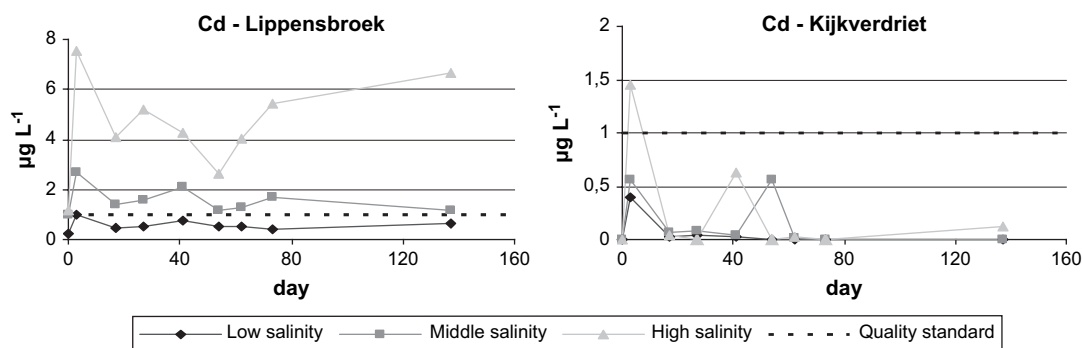 Cd - Lippensbroek
8
6
4
2
0
µg L-1
0
40
80
120
160
day
Cd - Kijkverdriet
2
1,5
1
0,5
0
µg L-1
0
40
80
120
160
day
Low salinity
Middle salinity
High salinity
Quality standard